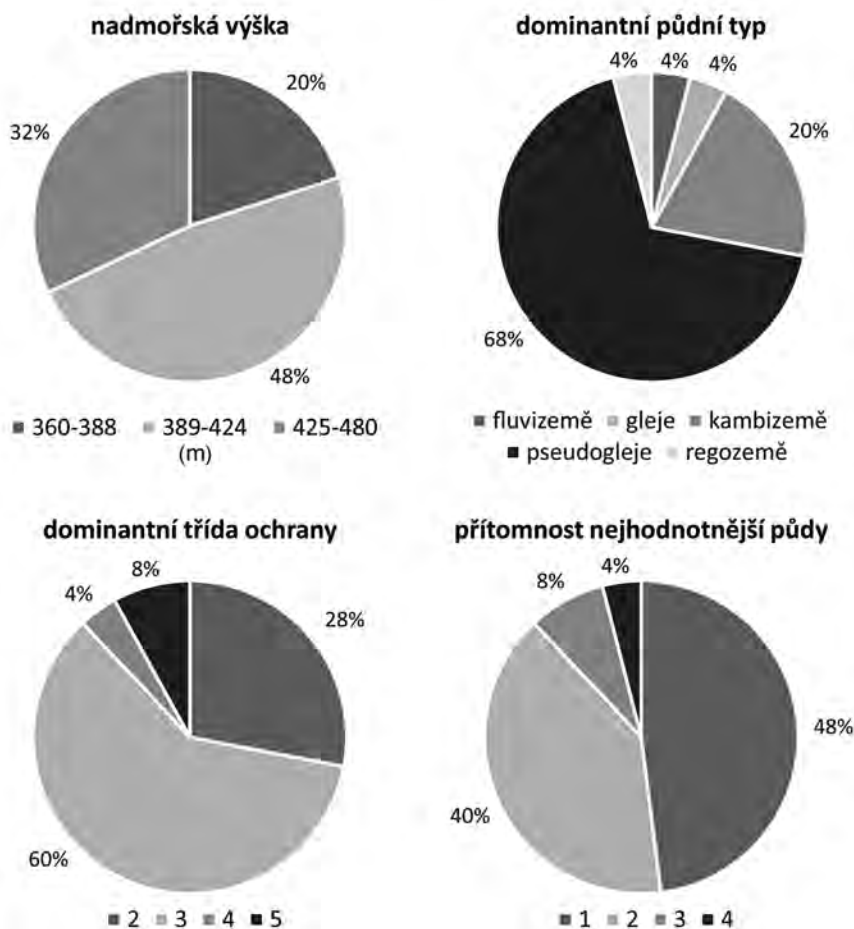 nadmořská výška
20%
32%
48%
360-388 389-424 425-480
(m)
dominantní půdní typ
4% 4% 4%
20%
68%
fluvizemě gleje kambizemě
pseudogleje regozemě
dominantní třída ochrany
8%
4%
28%
60%
2 3 4 5
přítomnost nejhodnotnější půdy
4%
8%
48%
40%
1 2 3 4